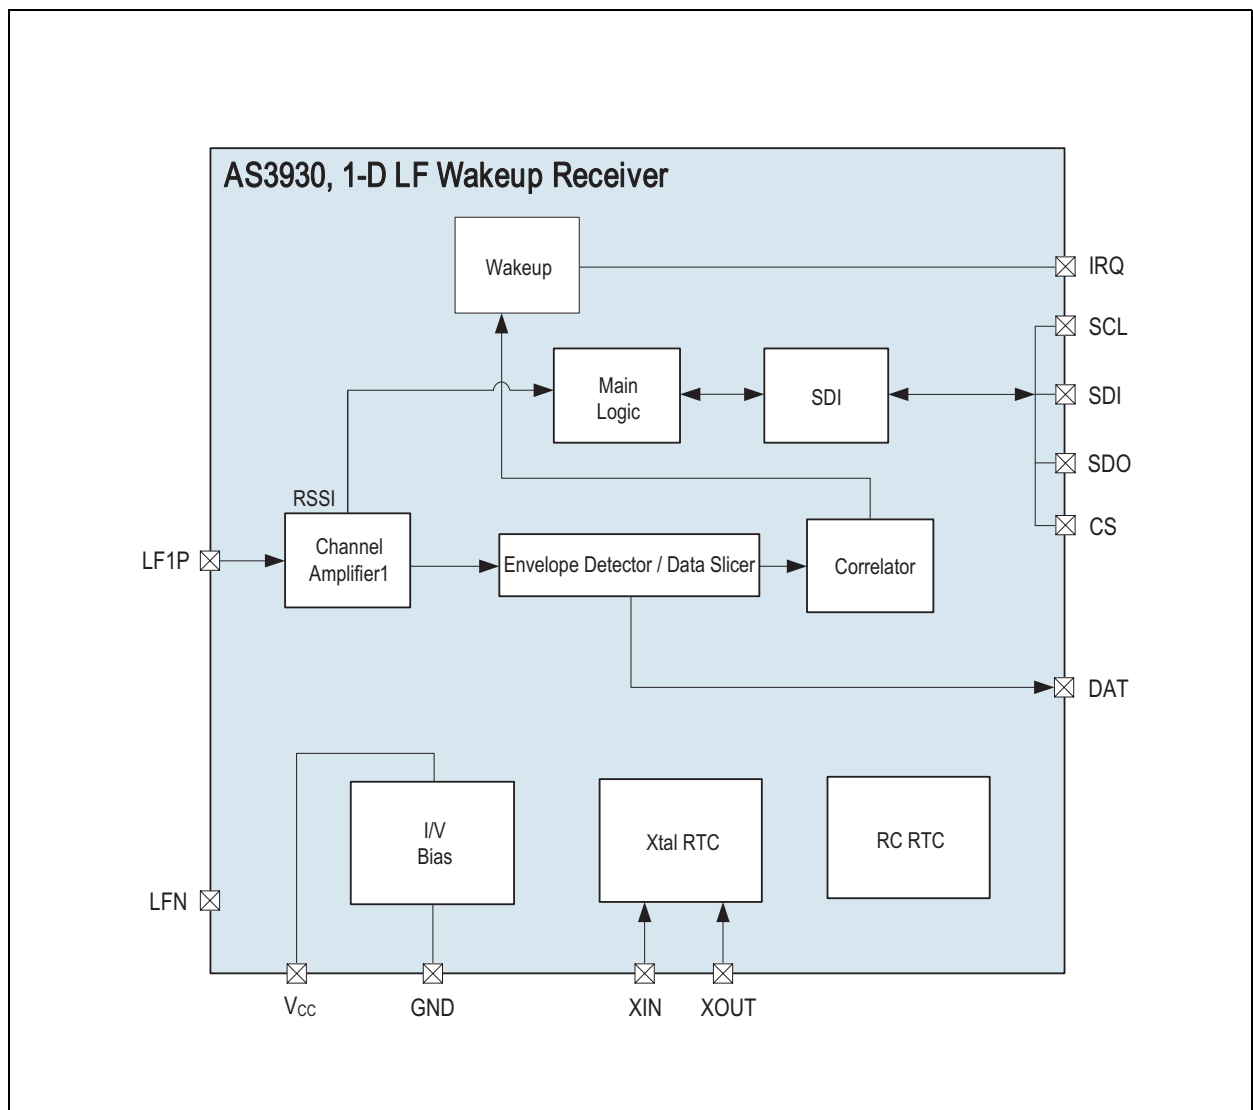 AS3930, 1-D LF Wakeup Receiver
Wakeup
IRQ
SCL
Main
Logic
SDI
SDI
SDO
RSSI
CS
LF1P
Channel
Amplifier1
Envelope Detector / Data Slicer
Correlator
DAT
I/V
Bias
Xtal RTC
RC RTC
LFN
VCC
GND
XIN
XOUT